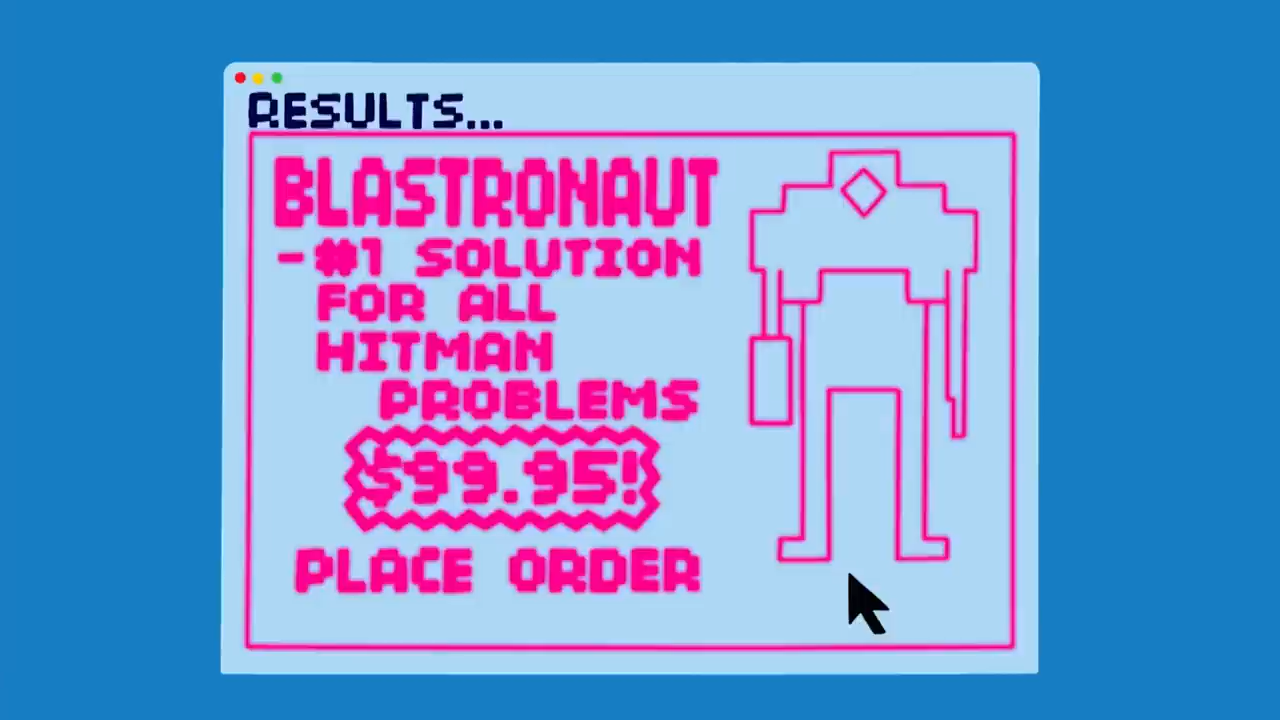 RESULTS...
BLASTRONAUT
-#1 SOLUTION
FOR ALL
HITMAN
PROBLEMS
$99.95!
PLACE ORDER